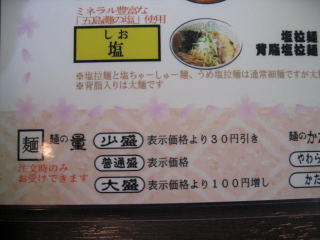 ミネラル豊富な
「五島灘の塩」使用
しお
塩
塩拉麺
背脂塩拉麺
※塩拉麺と塩ちゃーしゅー麺、うめ塩拉麺は通常細麺ですが太
※背脂入りは太麺です
麺 麺の量
少盛 表示価格より30円引き
普通盛 表示価格
大盛 表示価格より100円増し
注文時のみ
お受けできます
麺のか
やわら
かた